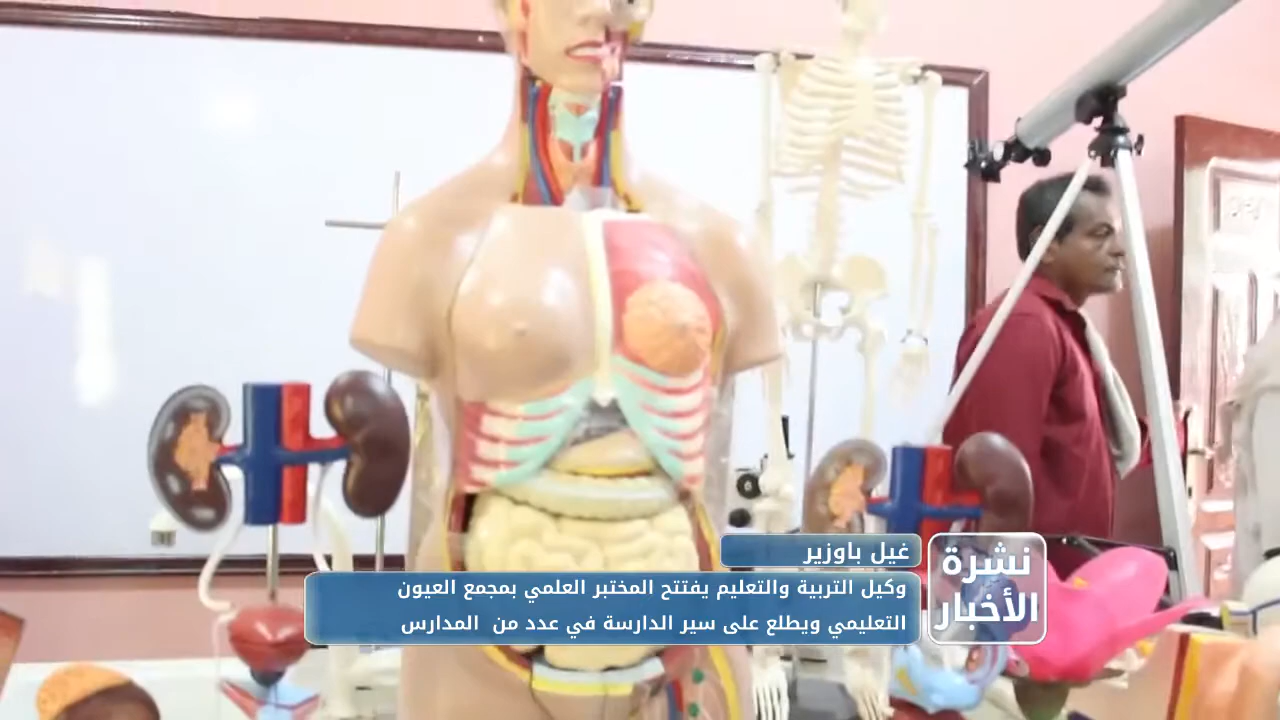 غيل باوزير
نشرة
الأخبار
وكيل التربية والتعليم يفتتح المختبر العلمي بمجمع العيون
التعليمي ويطلع على سير الدارسة في عدد من المدارس